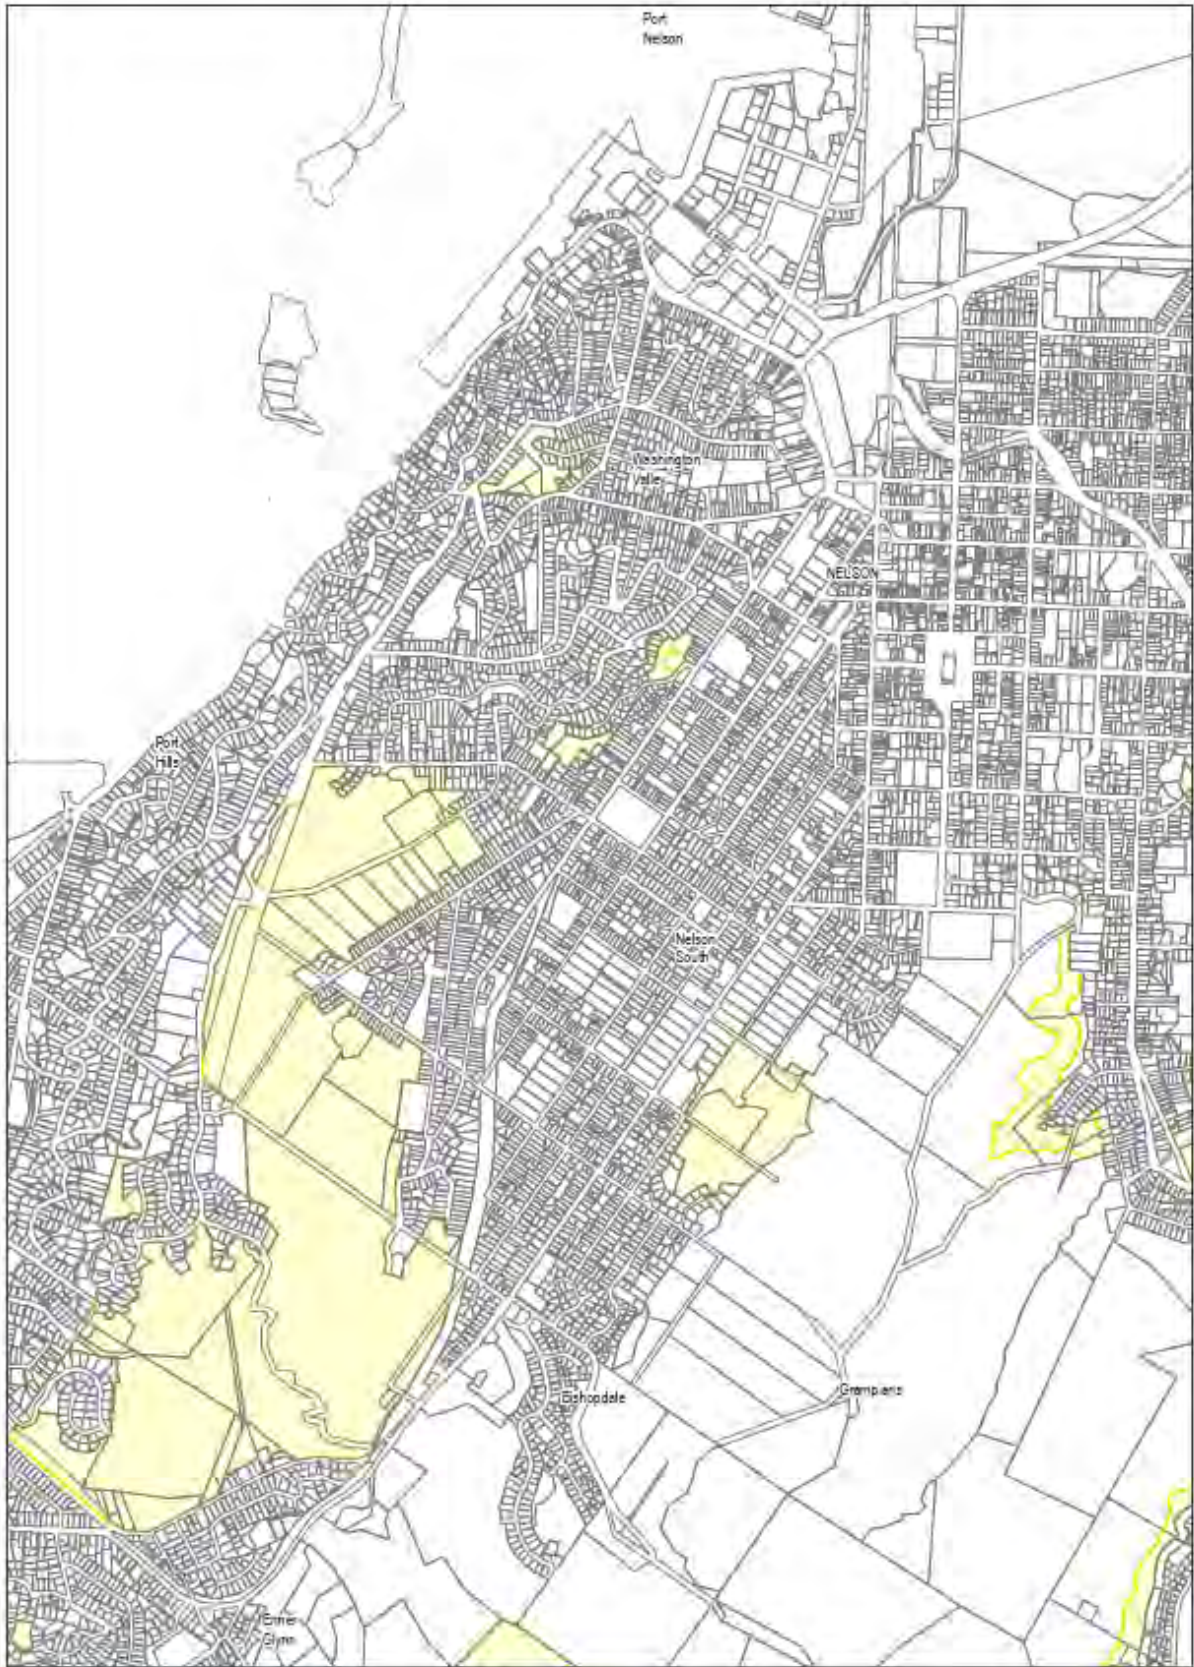 Port
Nelson
Washington
Valley
NELSON
Port
Hills
Nelson
South
Bishopdale
Grampians
Enner
Glynn